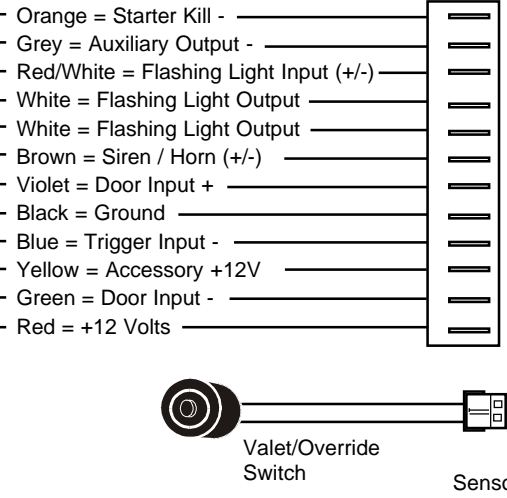 Orange = Starter Kill -
Grey = Auxiliary Output -
Red/White = Flashing Light Input (+/-)
White = Flashing Light Output
White = Flashing Light Output
Brown = Siren / Horn (+/-)
Violet = Door Input +
Black = Ground
Blue = Trigger Input -
Yellow = Accessory +12V
Green = Door Input -
Red = +12 Volts
Valet/Override
Switch